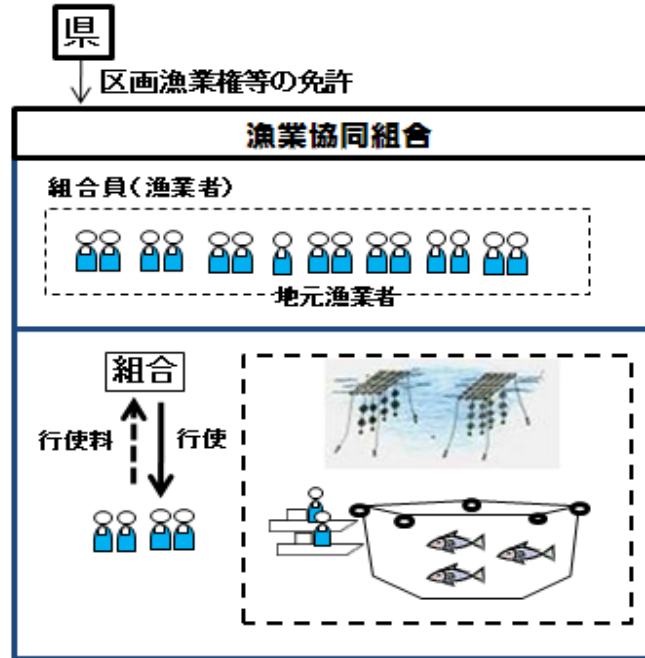 県
区画漁業権等の免許
漁業協同組合
組合員（漁業者）
地元漁業者
組合
行使料
行使